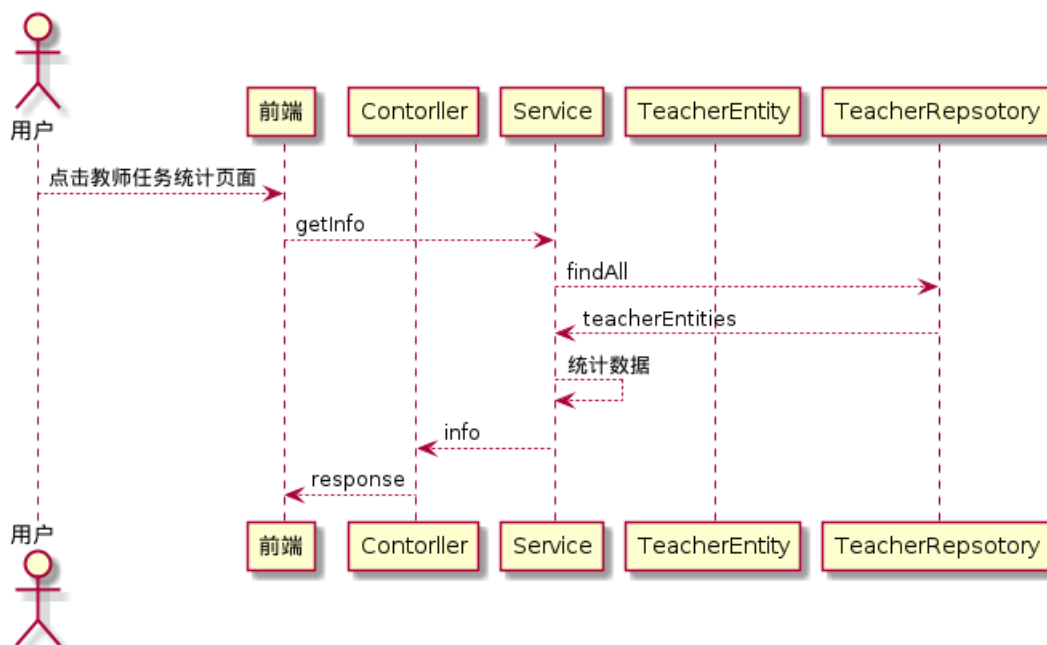 用户
前端
Contorller
Service
TeacherEntity
TeacherRepsotory
点击教师任务统计页面
getInfo
findAll
teacherEntities
统计数据
info
response
用户
前端
Contorller
Service
TeacherEntity
TeacherRepsotory